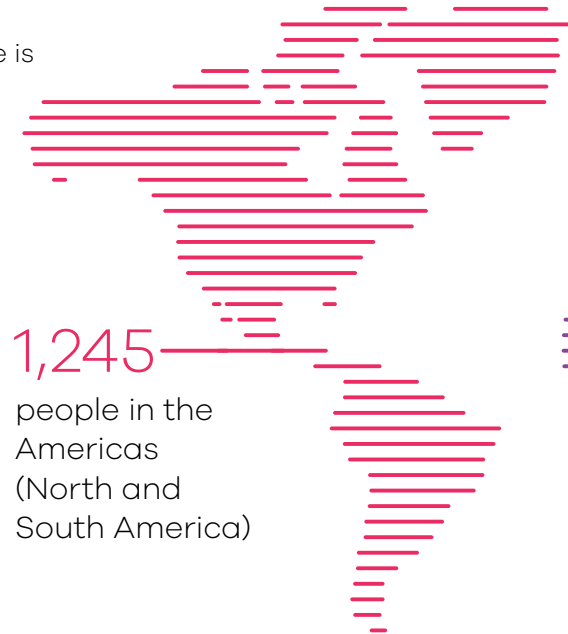 e is
1,245
people in the
Americas
(North and
South America)